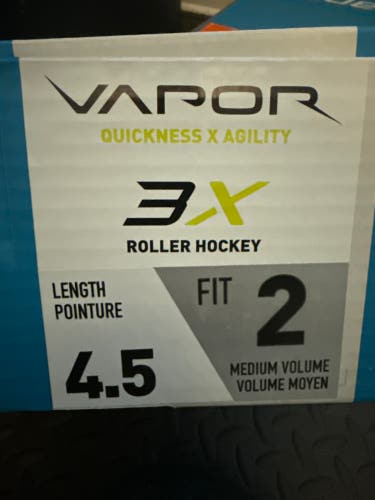 VAPOR
QUICKNESS X AGILITY
3X
ROLLER HOCKEY
LENGTH
POINTURE
4.5
FIT 2
MEDIUM VOLUME
VOLUME MOYEN